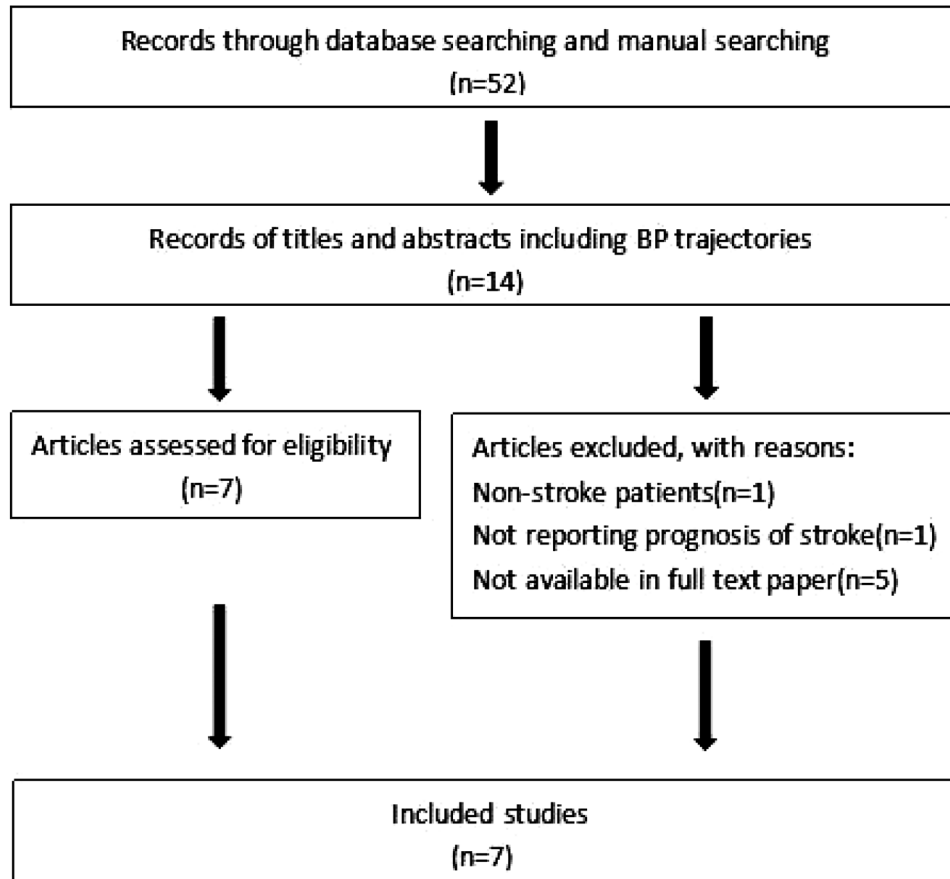 Records through database searching and manual searching
(n=52)
Records of titles and abstracts including BP trajectories
(n=14)
Articles assessed for eligibility
(n=7)
Articles excluded, with reasons:
Non-stroke patients(n=1)
Not reporting prognosis of stroke(n=1)
Not available in full text paper(n=5)
Included studies
(n=7)